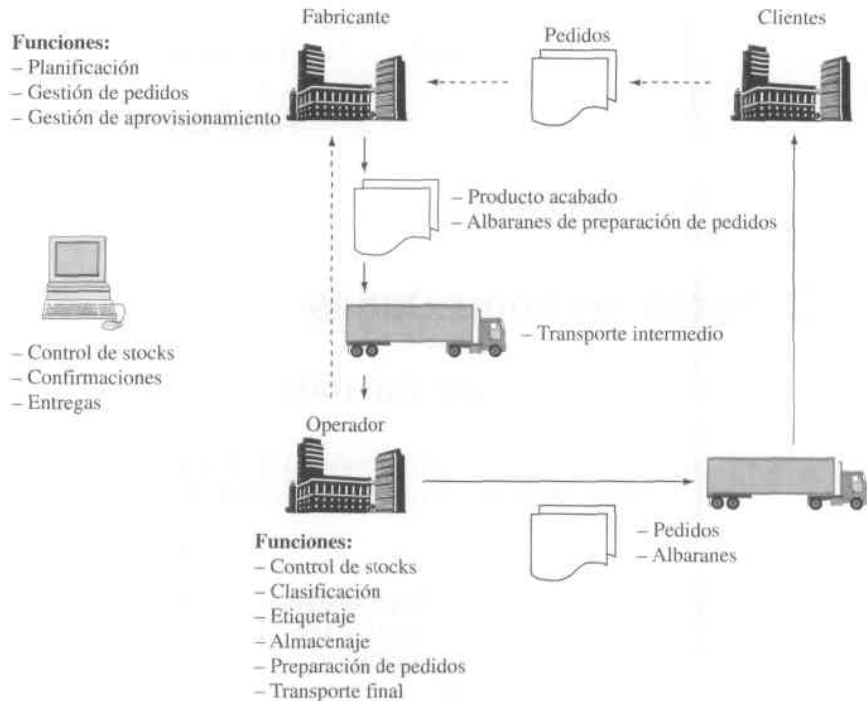 Fabricante
Clientes
Funciones:
– Planificación
– Gestión de pedidos
– Gestión de aprovisionamiento
Pedidos
– Producto acabado
– Albaranes de preparación de pedidos
– Control de stocks
– Confirmaciones
– Entregas
– Transporte intermedio
Operador
Funciones:
– Control de stocks
– Clasificación
– Etiquetaje
– Almacenaje
– Preparación de pedidos
– Transporte final
– Pedidos
– Albaranes